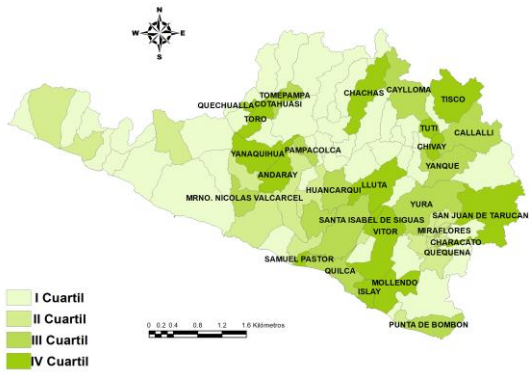 N
W E
S
TOMEPAMPA
QUECHUALLA COTAHUASI
TORO
CHACHAS
CAYLLOMA
TISCO
TUTI
CALLALLI
CHIVAY
YANQUE
YANAQUIHUA
PAMPACOLCA
ANDARAY
HUANCARQUI
LLUTA
MRNO. NICOLAS VALCARCEL
YURA
SANTA ISABEL DE SIGUAS
SAN JUAN DE TARUCAN
VITOR
MIRAFLORES
CHARACATO
QUEQUENA
SAMUEL PASTOR
QUILCA
MOLLENDO
ISLAY
PUNTA DE BOMBON
I Cuartil
II Cuartil
III Cuartil
IV Cuartil
0 0.2 0.4 0.8 1.2 1.6 Kilómetros